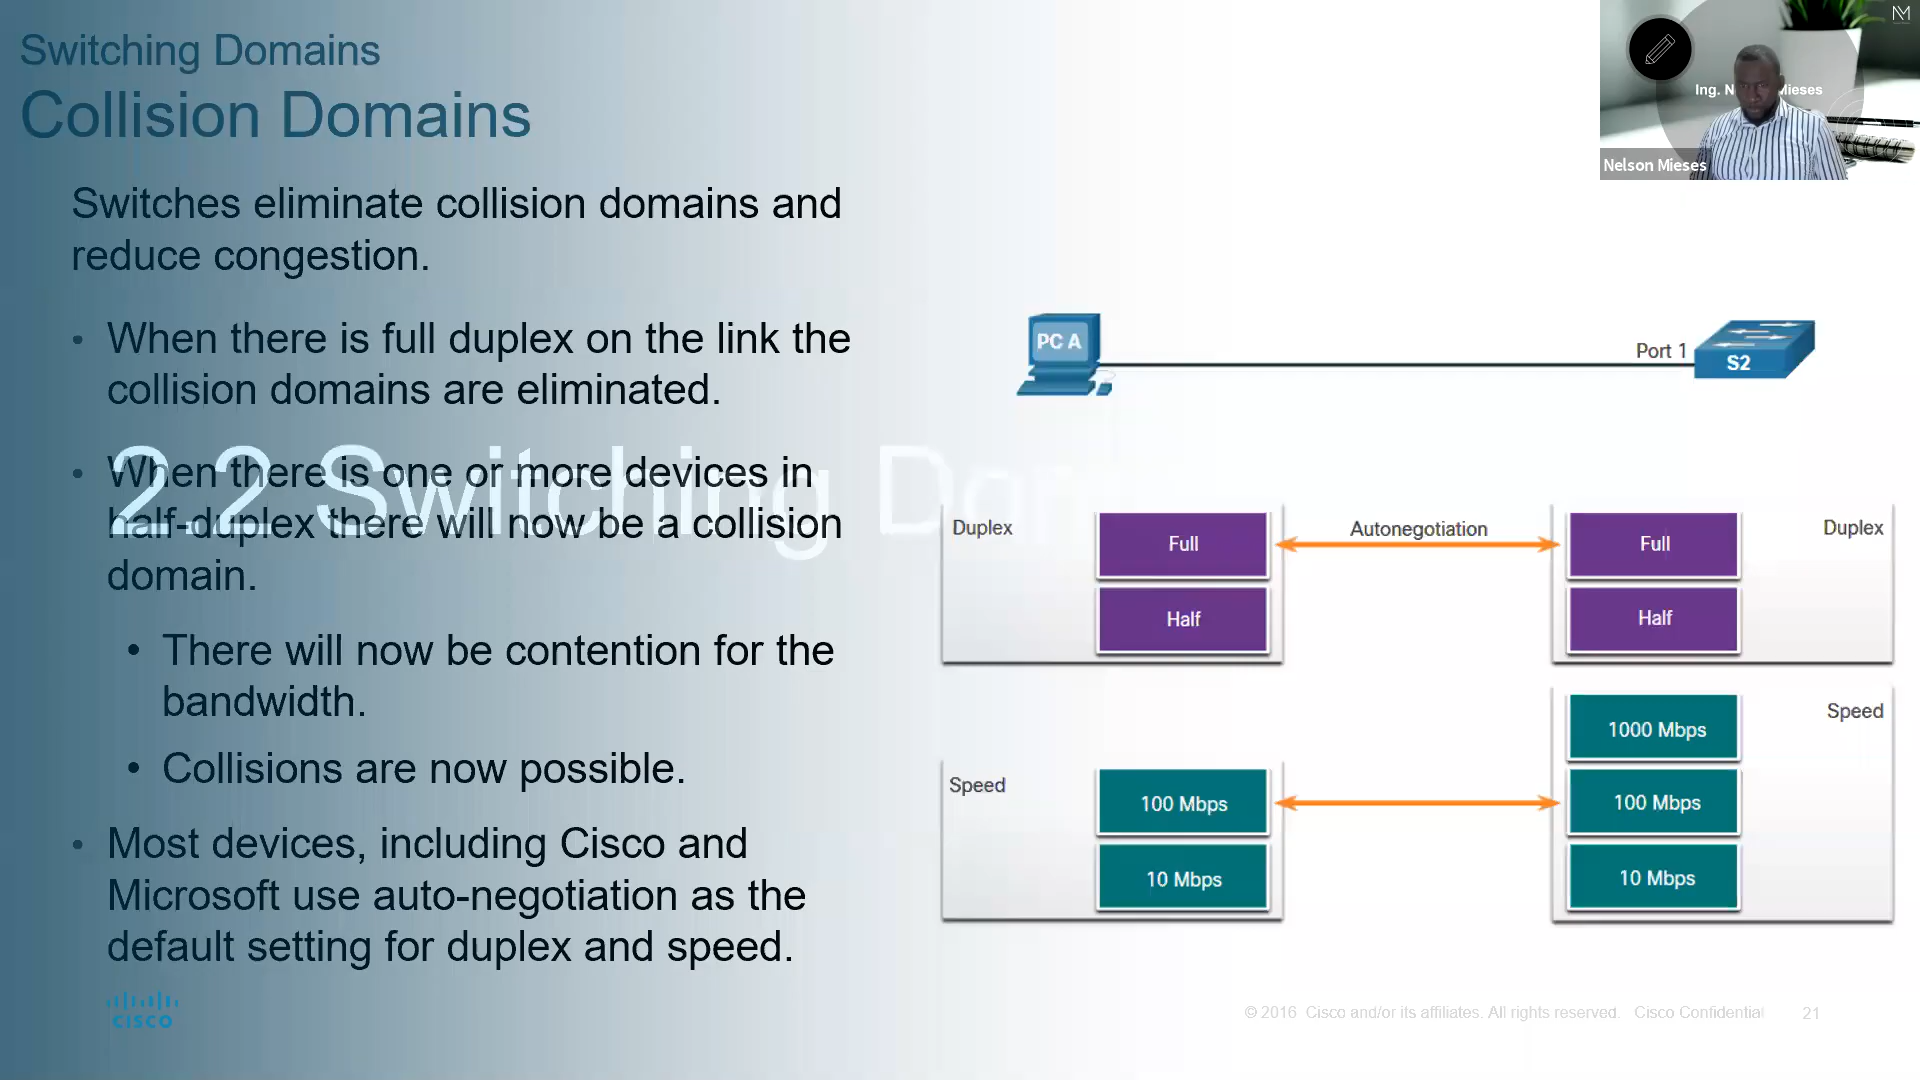 Switching Domains
Collision Domains
Switches eliminate collision domains and
reduce congestion.
• When there is full duplex on the link the
collision domains are eliminated.
• When there is one or more devices in
half-duplex there will now be a collision
domain.
• There will now be contention for the
bandwidth.
• Collisions are now possible.
• Most devices, including Cisco and
Microsoft use auto-negotiation as the
default setting for duplex and speed.
2.2 Switching Dom
CISCO
Ing. N Mieses
Nelson Mieses
PC A
Port 1
S2
Duplex
Full
Autonegotiation
Full
Duplex
Half
Half
1000 Mbps
Speed
Speed
100 Mbps
100 Mbps
10 Mbps
10 Mbps
© 2016 Cisco and/or its affiliates. All rights reserved. Cisco Confidential 21